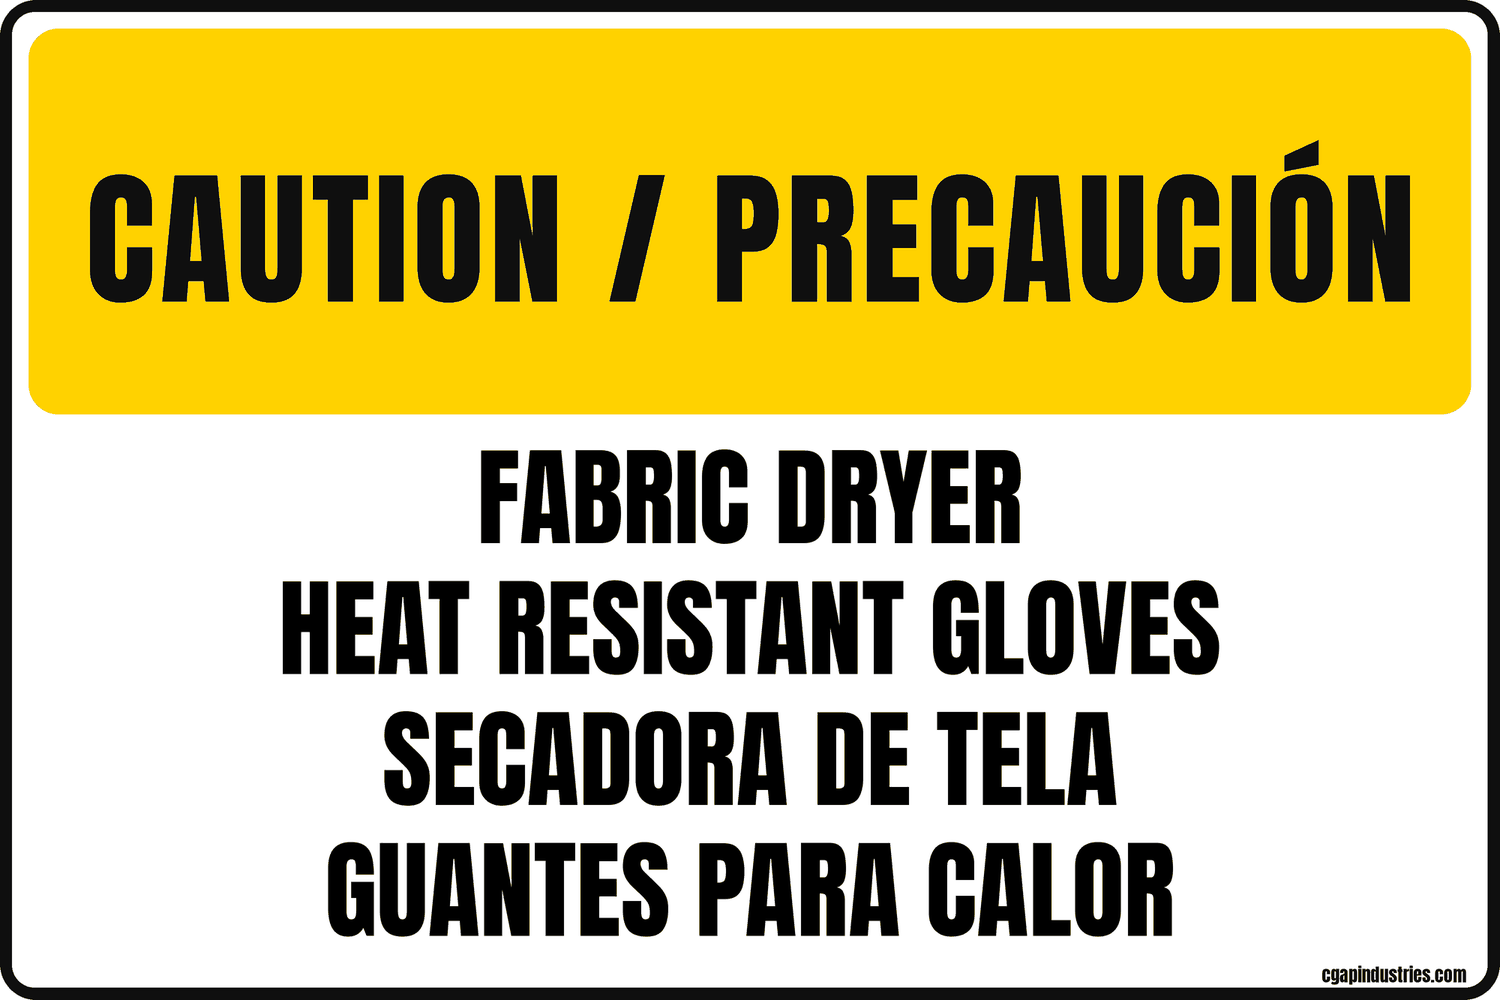 CAUTION / PRECAUCIÓN
FABRIC DRYER
HEAT RESISTANT GLOVES
SECADORA DE TELA
GUANTES PARA CALOR
cgapindustries.com